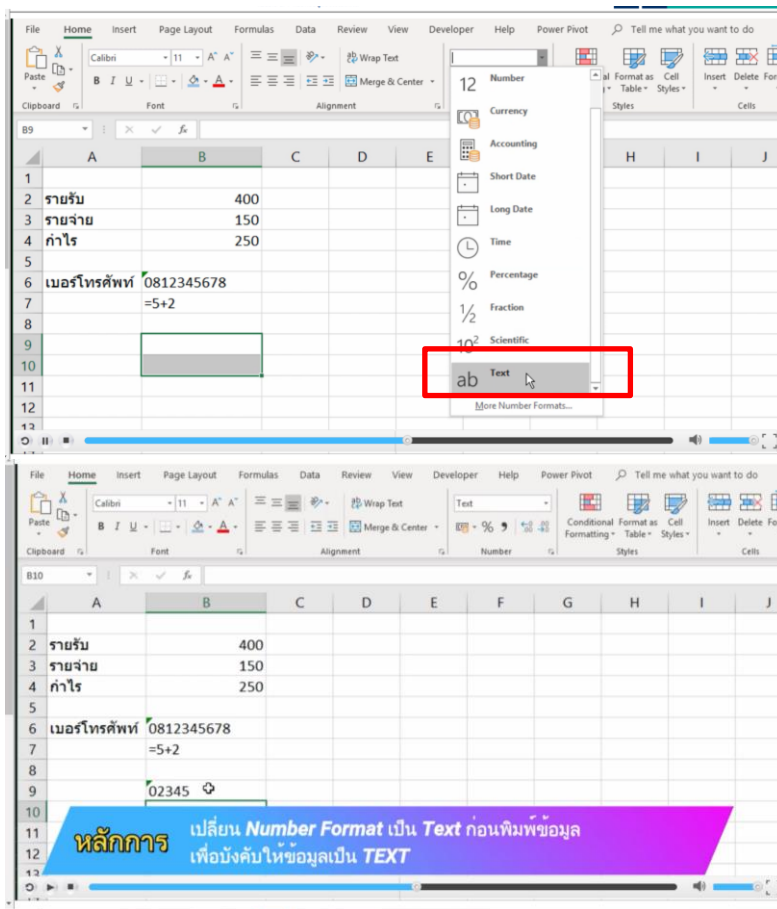 File Home Insert Page Layout Formulas Data Review View Developer Help Power Pivot Tell me what you want to do
Calibri 11 A A Wrap Text
Paste B I U A Merge & Center Format as Cell Insert Delete
Table Styles
Clipboard Font Alignment Styles Cells
12 Number
Currency
Accounting
Short Date
Long Date
Time
% Percentage
1/2 Fraction
10² Scientific
ab Text
More Number Formats...
B9 fx
A B C D E H I J
1
2 รายรับ 400
3 รายจ่าย 150
4 กำไร 250
5
6 เบอร์โทรศัพท์ 0812345678
7 =5+2
8
9
10
11
12
13
File Home Insert Page Layout Formulas Data Review View Developer Help Power Pivot Tell me what you want to do
Calibri 11 A A Wrap Text Text
Paste B I U A Merge & Center % Conditional Format as Cell Insert Delete
Formatting Table Styles
Clipboard Font Alignment Number Styles Cells
B10 fx
A B C D E F G H I J
1
2 รายรับ 400
3 รายจ่าย 150
4 กำไร 250
5
6 เบอร์โทรศัพท์ 0812345678
7 =5+2
8
9 02345
10
11
12
13
หลักการ
เปลี่ยน Number Format เป็น Text ก่อนพิมพ์ข้อมูล
เพื่อบังคับให้ข้อมูลเป็น TEXT